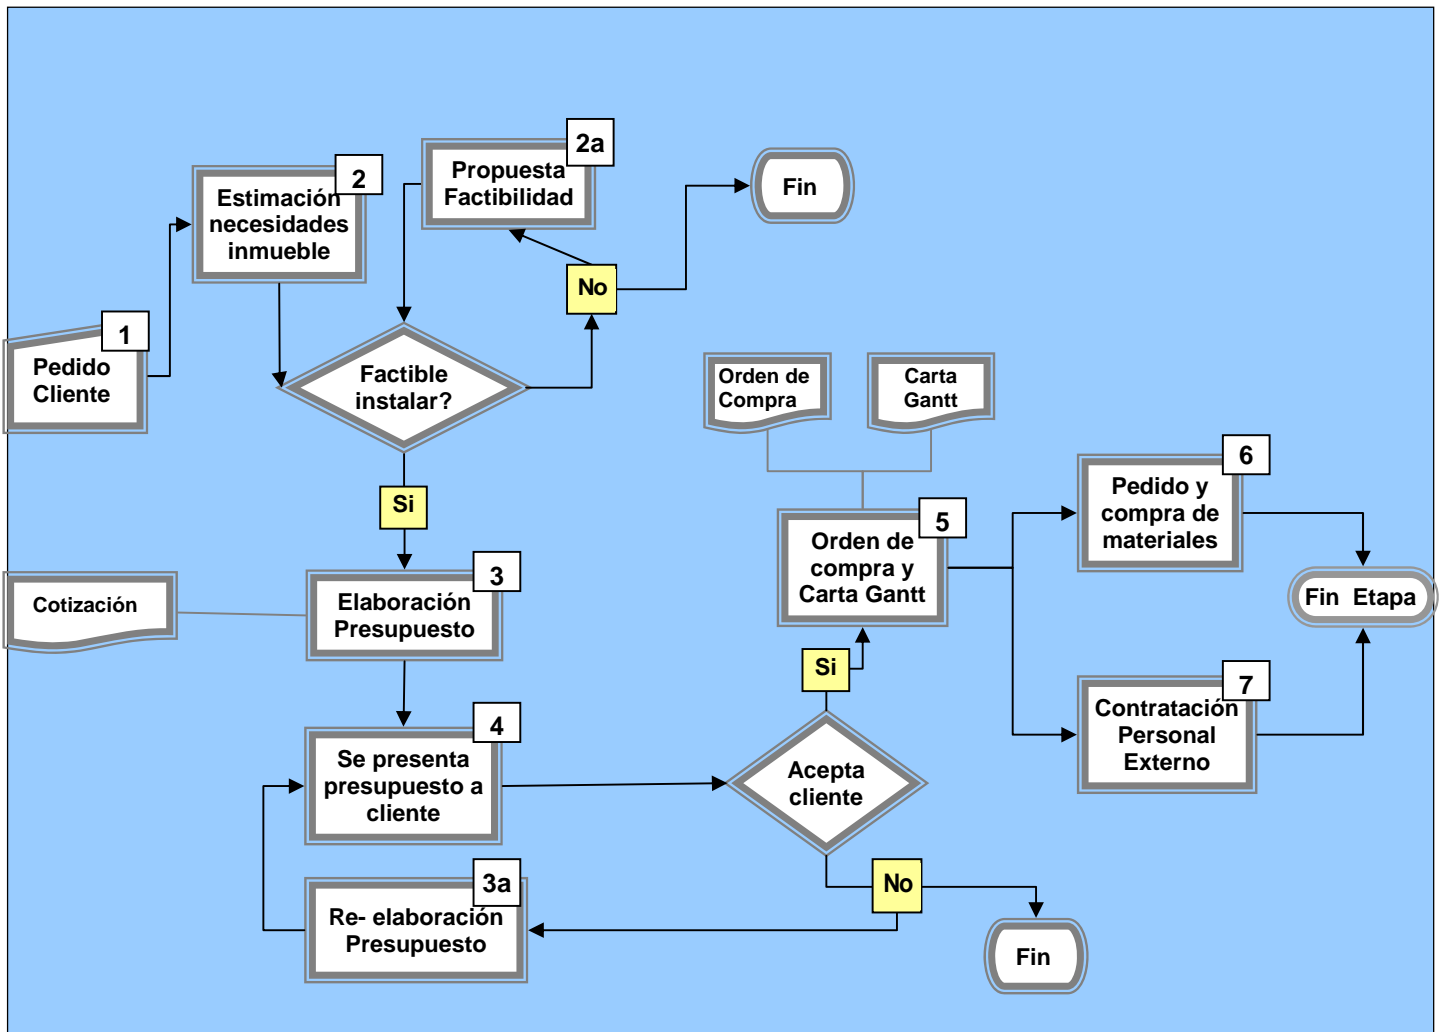 1
Pedido
Cliente
2
Estimación
necesidades
inmueble
2a
Propuesta
Factibilidad
Fin
No
Factible
instalar?
Si
Cotización
3
Elaboración
Presupuesto
4
Se presenta
presupuesto a
cliente
3a
Re- elaboración
Presupuesto
Acepta
cliente
No
Fin
Si
Orden de
Compra
Carta
Gantt
5
Orden de
compra y
Carta Gantt
6
Pedido y
compra de
materiales
7
Contratación
Personal
Externo
Fin Etapa